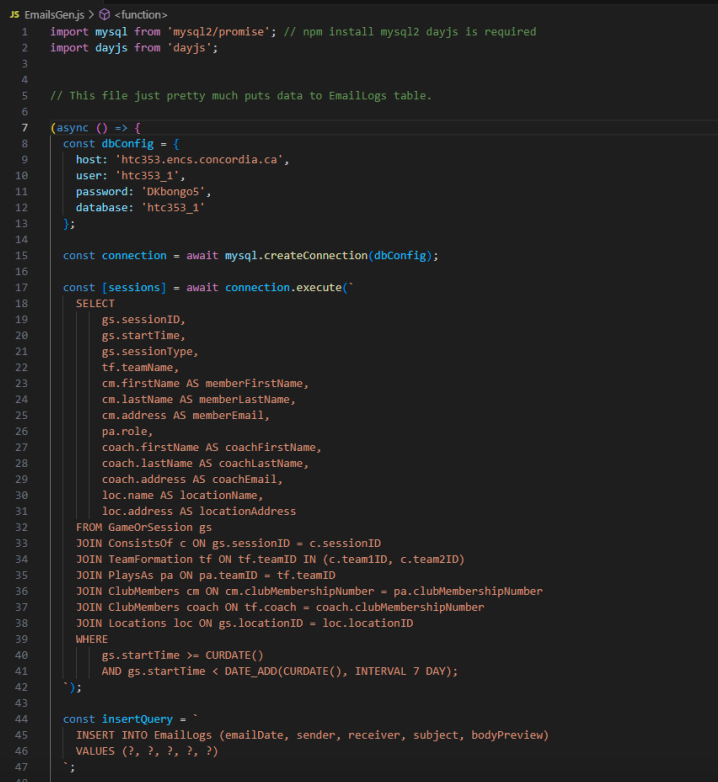 JS EmailsGen.js > <function>
1 import mysql from 'mysql2/promise'; // npm install mysql2 dayjs is required
2 import dayjs from 'dayjs';
3
4
5 // This file just pretty much puts data to EmailLogs table.
6
7 (async () => {
8 const dbConfig = {
9 host: 'htc353.encs.concordia.ca',
10 user: 'htc353_1',
11 password: 'DKbongo5',
12 database: 'htc353_1'
13 };
14
15 const connection = await mysql.createConnection(dbConfig);
16
17 const [sessions] = await connection.execute(`
18 SELECT
19 gs.sessionID,
20 gs.startTime,
21 gs.sessionType,
22 tf.teamName,
23 cm.firstName AS memberFirstName,
24 cm.lastName AS memberLastName,
25 cm.address AS memberEmail,
26 pa.role,
27 coach.firstName AS coachFirstName,
28 coach.lastName AS coachLastName,
29 coach.address AS coachEmail,
30 loc.name AS locationName,
31 loc.address AS locationAddress
32 FROM GameOrSession gs
33 JOIN ConsistsOf c ON gs.sessionID = c.sessionID
34 JOIN TeamFormation tf ON tf.teamID IN (c.team1ID, c.team2ID)
35 JOIN PlaysAs pa ON pa.teamID = tf.teamID
36 JOIN ClubMembers cm ON cm.clubMembershipNumber = pa.clubMembershipNumber
37 JOIN ClubMembers coach ON tf.coach = coach.clubMembershipNumber
38 JOIN Locations loc ON gs.locationID = loc.locationID
39 WHERE
40 gs.startTime >= CURDATE()
41 AND gs.startTime < DATE_ADD(CURDATE(), INTERVAL 7 DAY);
42 `);
43
44 const insertQuery = `
45 INSERT INTO EmailLogs (emailDate, sender, receiver, subject, bodyPreview)
46 VALUES (?, ?, ?, ?, ?)
47 `;